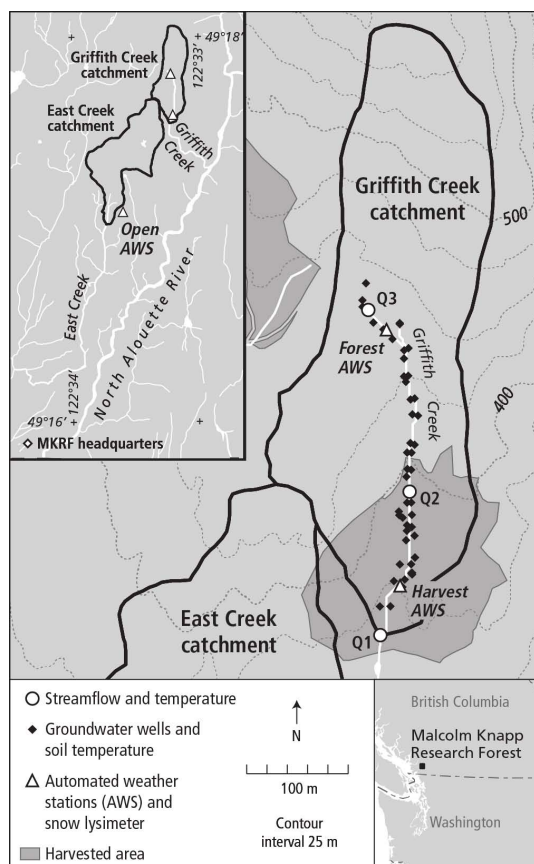 Griffith Creek
catchment
122°33'
49°18'
East Creek
catchment
Griffith
Creek
Open
AWS
East Creek
North Alouette River
122°34'
49°16'
MKRF headquarters
Griffith Creek
catchment
500
Q3
Forest
AWS
Griffith
Creek
400
Q2
Harvest
AWS
East Creek
catchment
Q1
Streamflow and temperature
Groundwater wells and
soil temperature
Automated weather
stations (AWS) and
snow lysimeter
Harvested area
N
100 m
Contour
interval 25 m
British Columbia
Malcolm Knapp
Research Forest
Washington